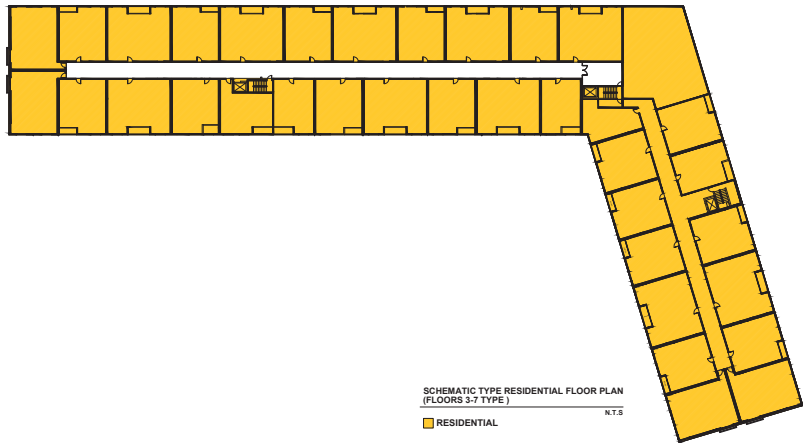 SCHEMATIC TYPE RESIDENTIAL FLOOR PLAN
(FLOORS 3-7 TYPE )
N.T.S
RESIDENTIAL